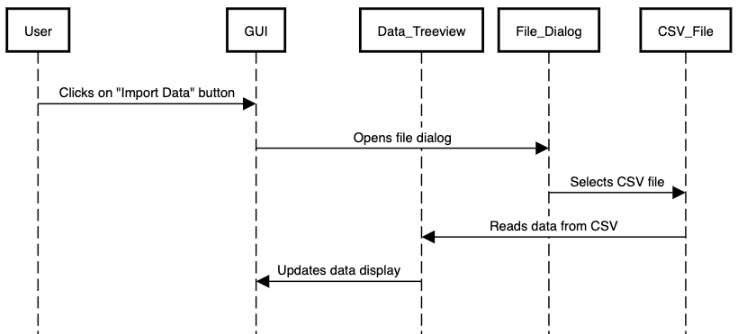 User
GUI
Data_Treeview
File_Dialog
CSV_File
Clicks on "Import Data" button
Opens file dialog
Selects CSV file
Reads data from CSV
Updates data display